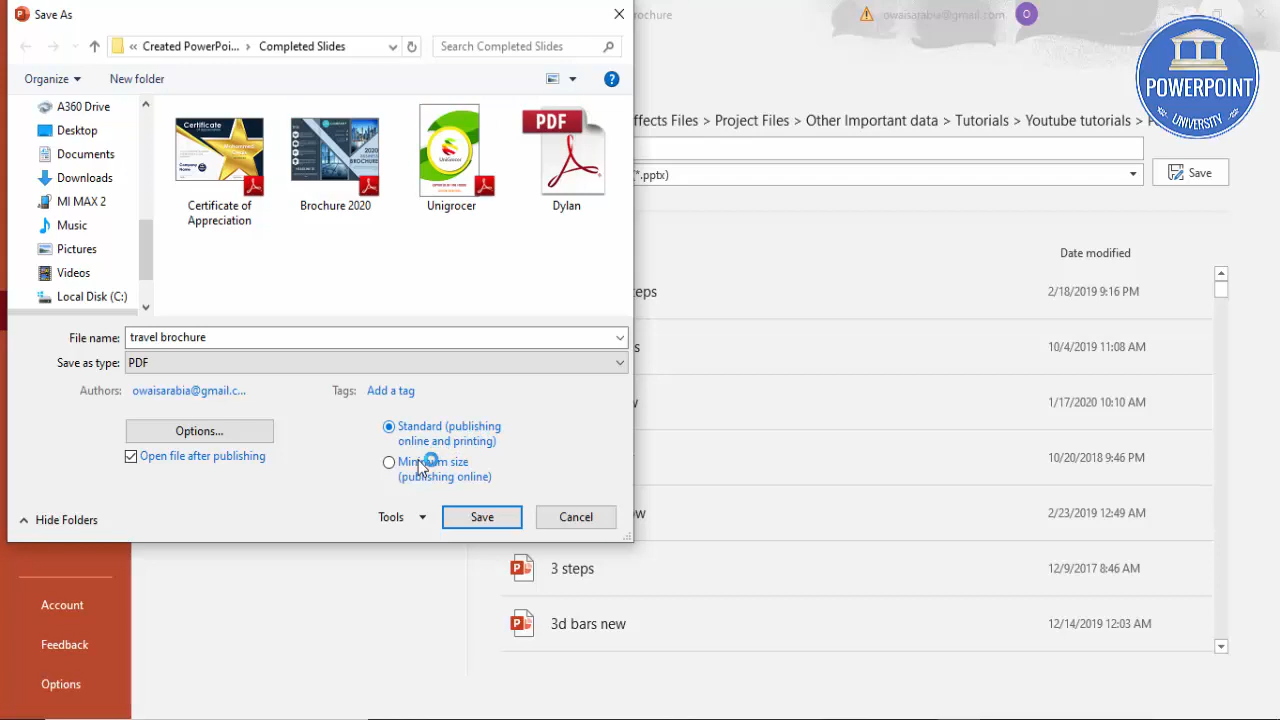 Save As
rochure
owaisarabia@gmail.com
O
« Created PowerPoi... > Completed Slides
Search Completed Slides
Organize
New folder
POWERPOINT
UNIVERSITY
A360 Drive
Desktop
Documents
Downloads
MI MAX 2
Music
Pictures
Videos
Local Disk (C:)
Certificate
2020
BROCHURE
UniGrocer
PDF
Certificate of
Appreciation
Brochure 2020
Unigrocer
Dylan
ffects Files > Project Files > Other Important data > Tutorials > Youtube tutorials >
*.pptx)
Save
Date modified
teps
2/18/2019 9:16 PM
s
10/4/2019 11:08 AM
w
1/17/2020 10:10 AM
10/20/2018 9:46 PM
ow
2/23/2019 12:49 AM
3 steps
12/9/2017 8:46 AM
3d bars new
12/14/2019 12:03 AM
File name: travel brochure
Save as type: PDF
Authors: owaisarabia@gmail.c...
Tags: Add a tag
Options...
Open file after publishing
Standard (publishing
online and printing)
Minimum size
(publishing online)
Hide Folders
Tools
Save
Cancel
Account
Feedback
Options